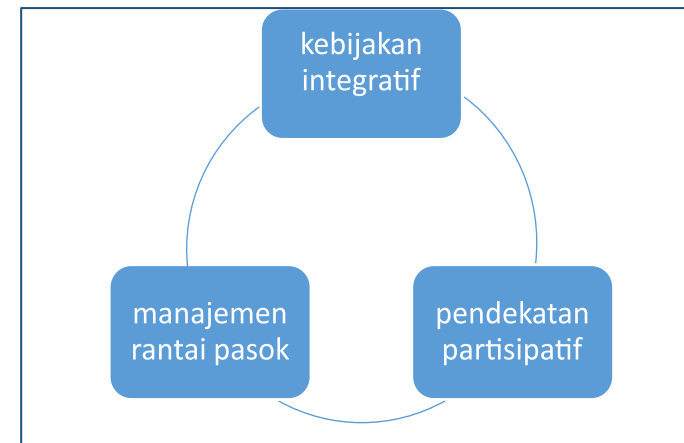 kebijakan
integratif
manajemen
rantai pasok
pendekatan
partisipatif